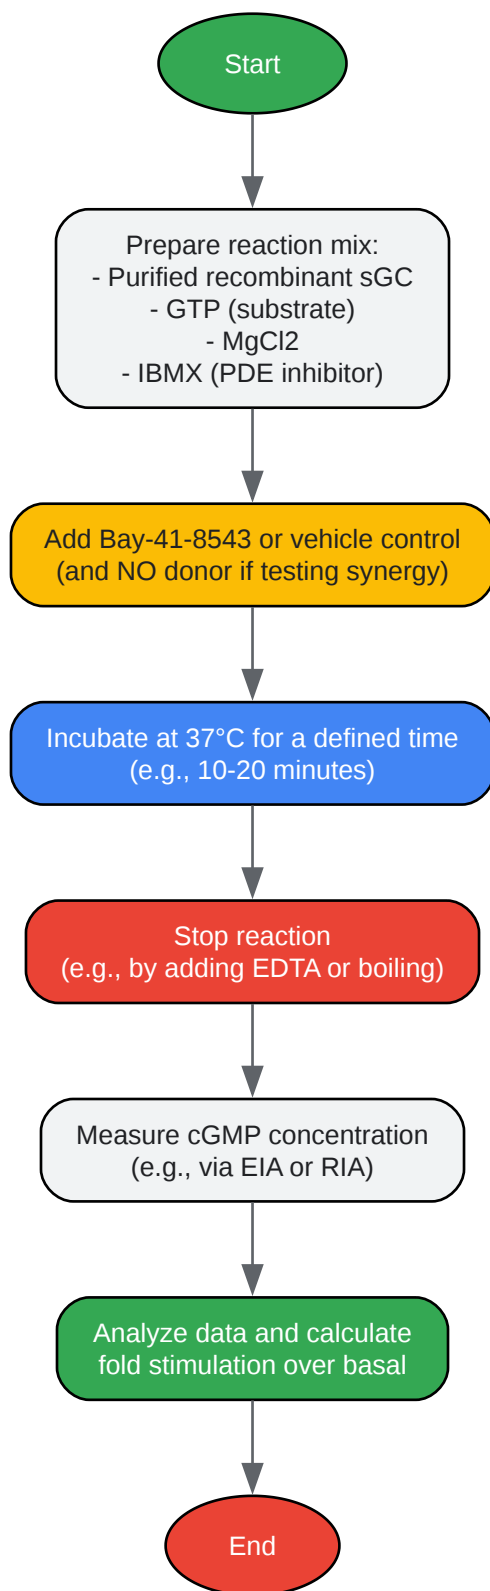 Start
Prepare reaction mix:
- Purified recombinant sGC
- GTP (substrate)
- MgCl2
- IBMX (PDE inhibitor)
Add Bay-41-8543 or vehicle control
(and NO donor if testing synergy)
Incubate at 37°C for a defined time
(e.g., 10-20 minutes)
Stop reaction
(e.g., by adding EDTA or boiling)
Measure cGMP concentration
(e.g., via EIA or RIA)
Analyze data and calculate
fold stimulation over basal
End